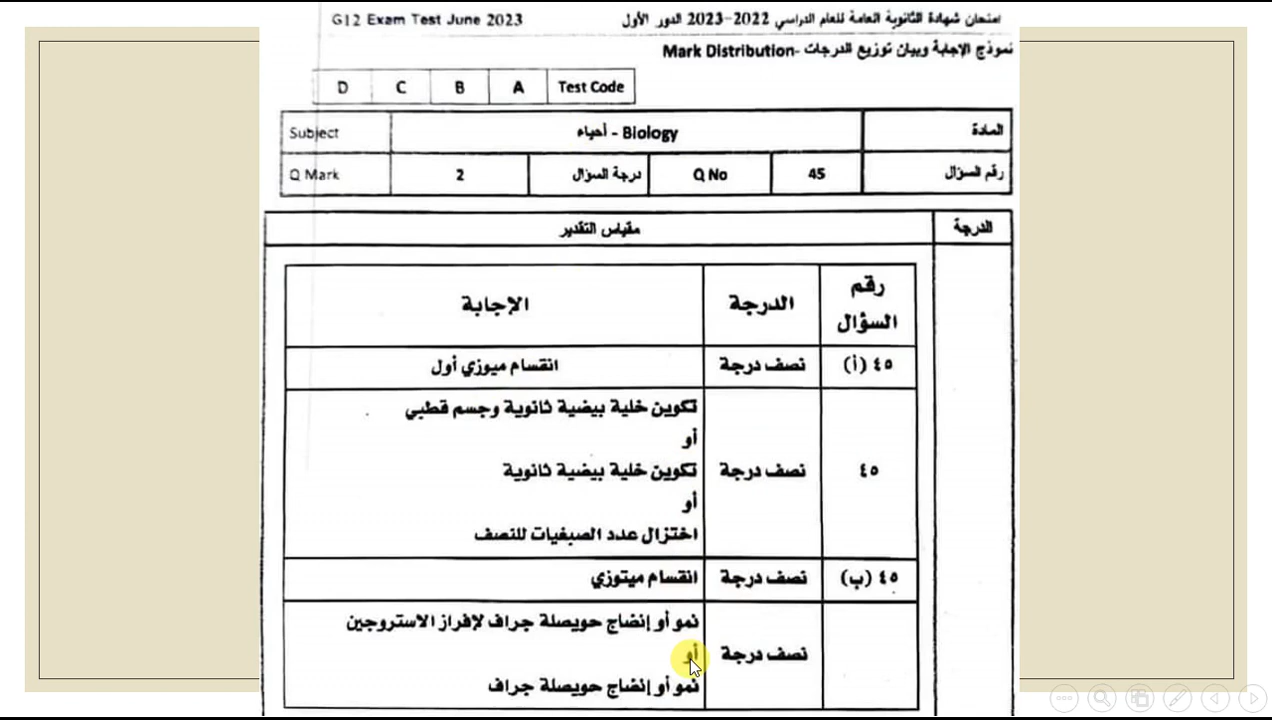 امتحان شهادة الثانوية العامة للعام الدراسي 2022-2023 الدور الأول G12 Exam Test June 2023
نموذج الإجابة وبيان توزيع الدرجات -Mark Distribution
Test Code A B C D
المادة أحياء - Biology Subject
رقم السؤال 45 Q No درجة السؤال 2 Q Mark
الدرجة مقياس التقدير
رقم السؤال الدرجة الإجابة
٤٥ (أ) نصف درجة انقسام ميوزي أول
٤٥ نصف درجة تكوين خلية بيضية ثانوية وجسم قطبي
أو
تكوين خلية بيضية ثانوية
أو
اختزال عدد الصبغيات للنصف
٤٥ (ب) نصف درجة انقسام ميتوزي
نصف درجة نمو أو إنضاج حويصلة جراف لإفراز الاستروجين
أو
نمو أو إنضاج حويصلة جراف